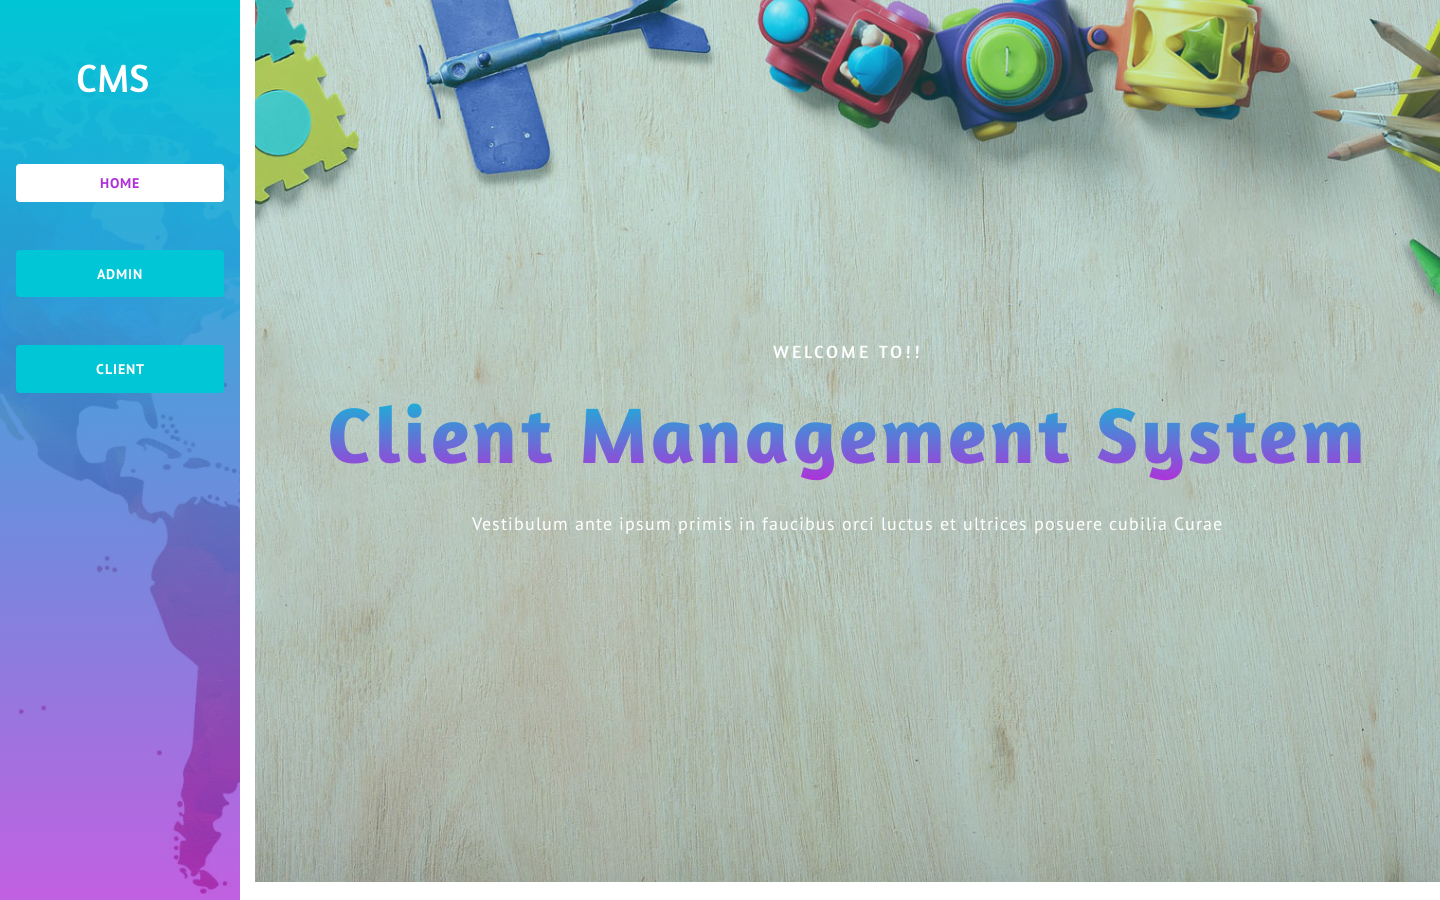 CMS
HOME
ADMIN
CLIENT
WELCOME TO!!
Client Management System
Vestibulum ante ipsum primis in faucibus orci luctus et ultrices posuere cubilia Curae